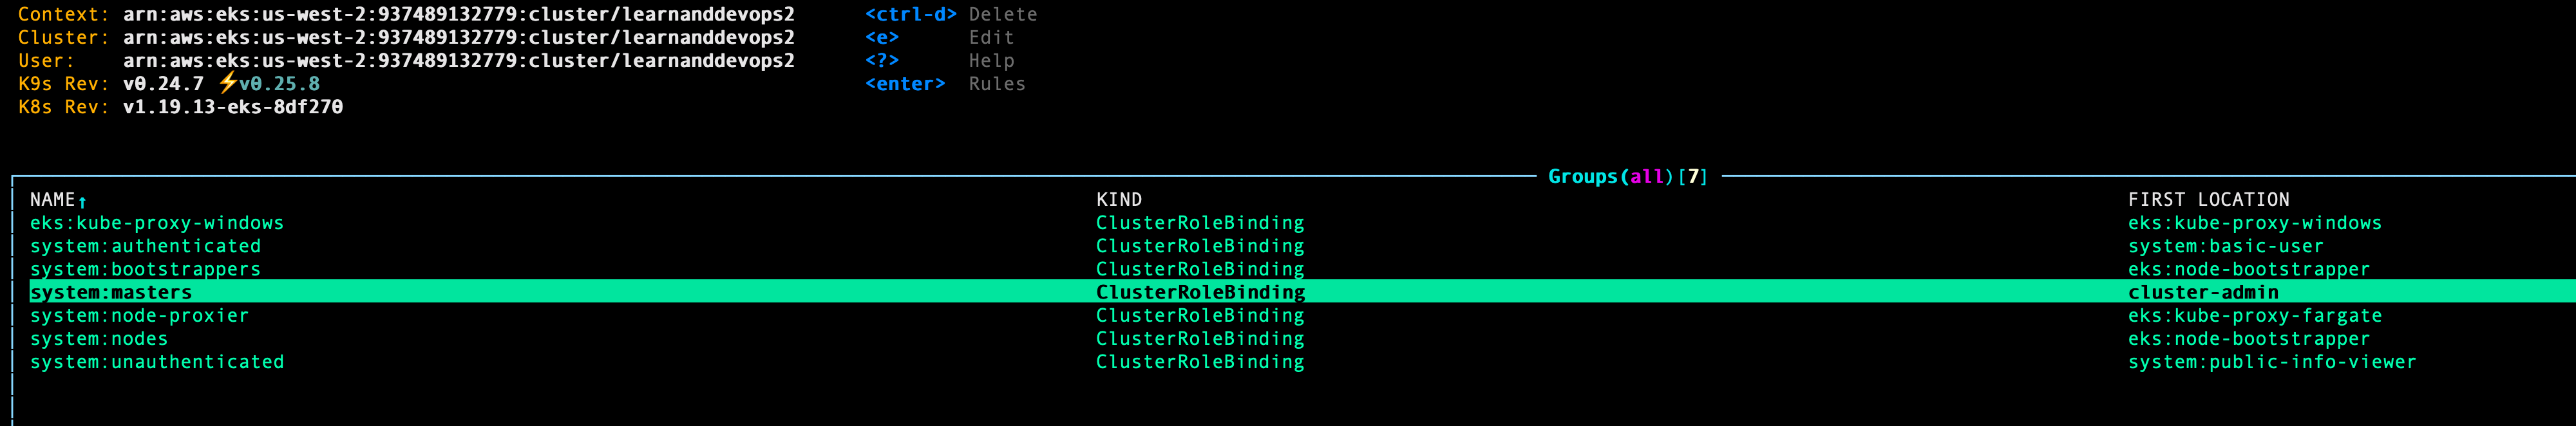 Context: arn:aws:eks:us-west-2:937489132779:cluster/learnanddevops2 <ctrl-d> Delete
Cluster: arn:aws:eks:us-west-2:937489132779:cluster/learnanddevops2 <e> Edit
User: arn:aws:eks:us-west-2:937489132779:cluster/learnanddevops2 <?> Help
K9s Rev: v0.24.7 ⚡v0.25.8 <enter> Rules
K8s Rev: v1.19.13-eks-8df270
Groups(all)[7]
NAME↑ KIND FIRST LOCATION
eks:kube-proxy-windows ClusterRoleBinding eks:kube-proxy-windows
system:authenticated ClusterRoleBinding system:basic-user
system:bootstrappers ClusterRoleBinding eks:node-bootstrapper
system:masters ClusterRoleBinding cluster-admin
system:node-proxier ClusterRoleBinding eks:kube-proxy-fargate
system:nodes ClusterRoleBinding eks:node-bootstrapper
system:unauthenticated ClusterRoleBinding system:public-info-viewer